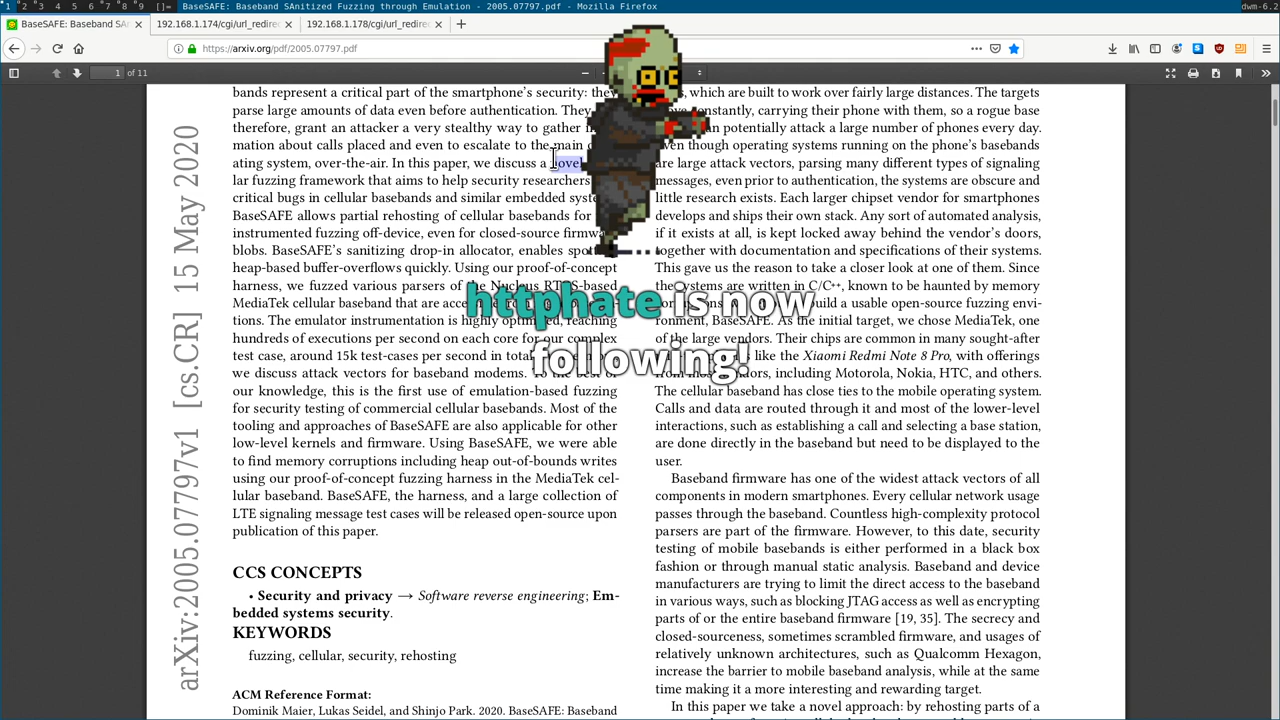 BaseSAFE: Baseband SAnitized Fuzzing through Emulation - 2005.07797.pdf - Mozilla Firefox
dwm-6.2
1 2 3 4 5 6 7 8 9 []=
BaseSAFE: Baseband SAn
192.168.1.174/cgi/url_redire
192.168.1.178/cgi/url_redire
https://arxiv.org/pdf/2005.07797.pdf
1 of 11
arXiv:2005.07797v1 [cs.CR] 15 May 2020
bands represent a critical part of the smartphone's security: they
parse large amounts of data even before authentication. They
therefore, grant an attacker a very stealthy way to gather
mation about calls placed and even to escalate to the main
ating system, over-the-air. In this paper, we discuss a novel
lar fuzzing framework that aims to help security researchers
critical bugs in cellular basebands and similar embedded
BaseSAFE allows partial rehosting of cellular basebands for
instrumented fuzzing off-device, even for closed-source
blobs. BaseSAFE's sanitizing drop-in allocator, enables
heap-based buffer-overflows quickly. Using our proof-of-concept
harness, we fuzzed various parsers of the Nucleus RTOS-based
MediaTek cellular baseband that are
tions. The emulator instrumentation is highly optimized, reaching
hundreds of executions per second on each core for our complex
test case, around 15k test-cases per second in total.
we discuss attack vectors for baseband modems. To the best of
our knowledge, this is the first use of emulation-based fuzzing
for security testing of commercial cellular basebands. Most of the
tooling and approaches of BaseSAFE are also applicable for other
low-level kernels and firmware. Using BaseSAFE, we were able
to find memory corruptions including heap out-of-bounds writes
using our proof-of-concept fuzzing harness in the MediaTek cel-
lular baseband. BaseSAFE, the harness, and a large collection of
LTE signaling message test cases will be released open-source upon
publication of this paper.
CCS CONCEPTS
• Security and privacy → Software reverse engineering; Em-
bedded systems security.
KEYWORDS
fuzzing, cellular, security, rehosting
ACM Reference Format:
Dominik Maier, Lukas Seidel, and Shinjo Park. 2020. BaseSAFE: Baseband
which are built to work over fairly large distances. The targets
constantly, carrying their phone with them, so a rogue base
can potentially attack a large number of phones every day.
Even though operating systems running on the phone's basebands
are large attack vectors, parsing many different types of signaling
messages, even prior to authentication, the systems are obscure and
little research exists. Each larger chipset vendor for smartphones
develops and ships their own stack. Any sort of automated analysis,
if it exists at all, is kept locked away behind the vendor's doors,
together with documentation and specifications of their systems.
This gave us the reason to take a closer look at one of them. Since
the systems are written in C/C++, known to be haunted by memory
build a usable open-source fuzzing envi-
ronment, BaseSAFE. As the initial target, we chose MediaTek, one
of the large vendors. Their chips are common in many sought-after
like the Xiaomi Redmi Note 8 Pro, with offerings
from including Motorola, Nokia, HTC, and others.
The cellular baseband has close ties to the mobile operating system.
Calls and data are routed through it and most of the lower-level
interactions, such as establishing a call and selecting a base station,
are done directly in the baseband but need to be displayed to the
user.
Baseband firmware has one of the widest attack vectors of all
components in modern smartphones. Every cellular network usage
passes through the baseband. Countless high-complexity protocol
parsers are part of the firmware. However, to this date, security
testing of mobile basebands is either performed in a black box
fashion or through manual static analysis. Baseband and device
manufacturers are trying to limit the direct access to the baseband
in various ways, such as blocking JTAG access as well as encrypting
parts of or the entire baseband firmware [19, 35]. The secrecy and
closed-sourceness, sometimes scrambled firmware, and usages of
relatively unknown architectures, such as Qualcomm Hexagon,
increase the barrier to mobile baseband analysis, while at the same
time making it a more interesting and rewarding target.
In this paper we take a novel approach: by rehosting parts of a
httphate is now
following!